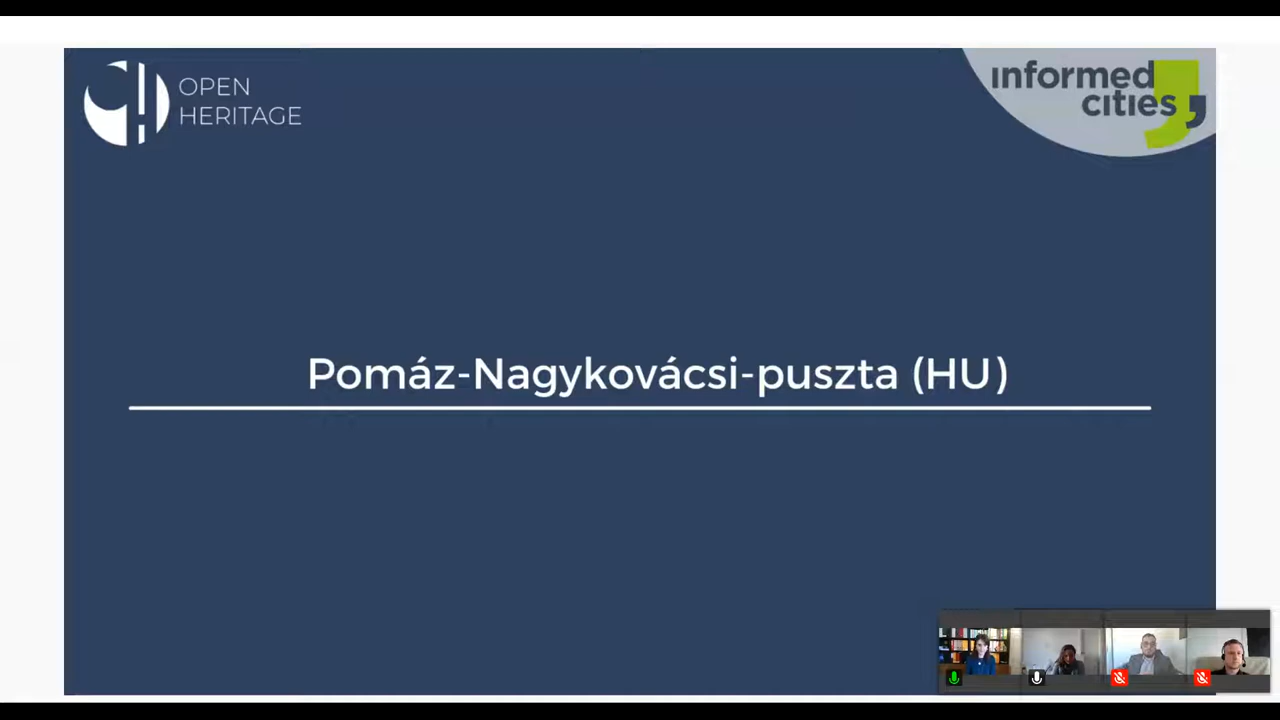 OPEN
HERITAGE
informed
cities
Pomáz-Nagykovácsi-puszta (HU)